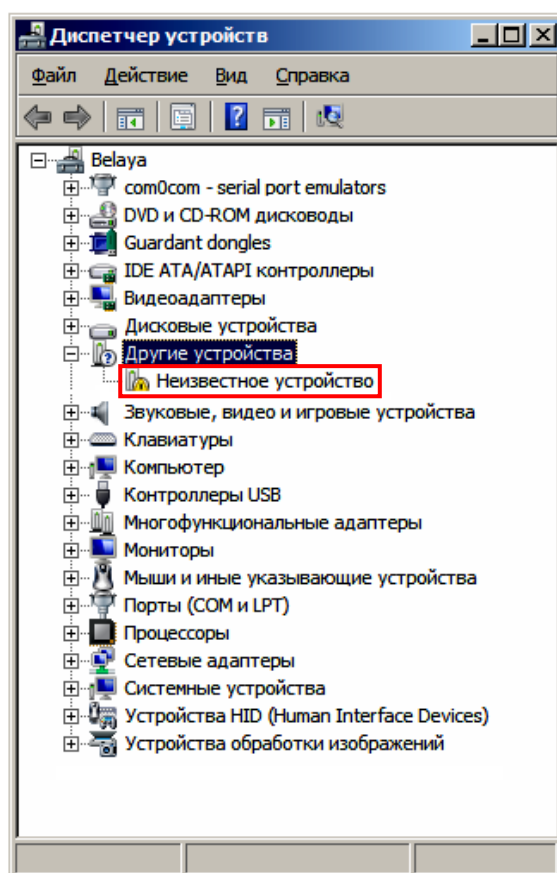 Диспетчер устройств
Файл Действие Вид Справка
Belaya
com0com - serial port emulators
DVD и CD-ROM дисководы
Guardant dongles
IDE ATA/ATAPI контроллеры
Видеоадаптеры
Дисковые устройства
Другие устройства
Неизвестное устройство
Звуковые, видео и игровые устройства
Клавиатуры
Компьютер
Контроллеры USB
Многофункциональные адаптеры
Мониторы
Мыши и иные указывающие устройства
Порты (COM и LPT)
Процессоры
Сетевые адаптеры
Системные устройства
Устройства HID (Human Interface Devices)
Устройства обработки изображений